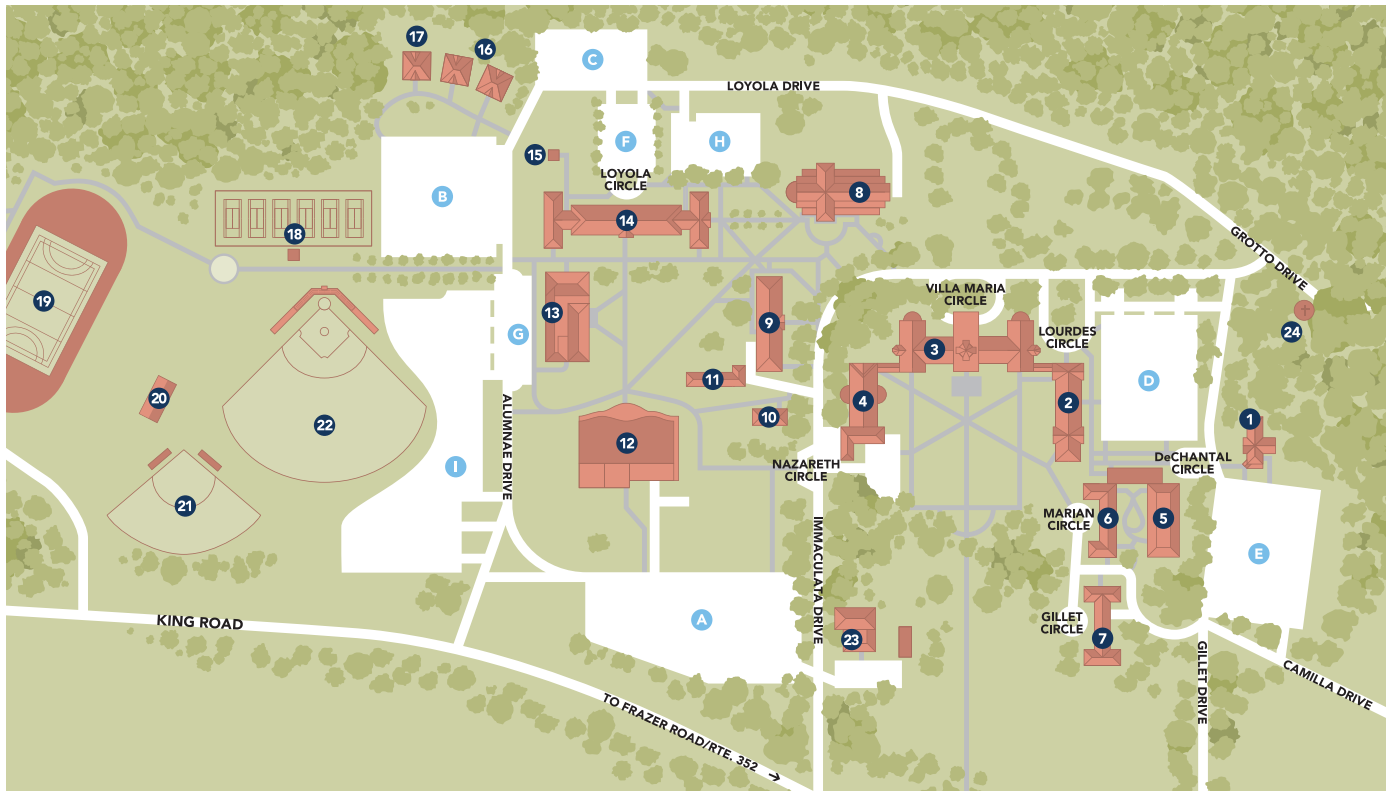 17
16
C
LOYOLA DRIVE
F
H
15
LOYOLA
CIRCLE
B
8
14
18
GROTTO DRIVE
19
VILLA MARIA
CIRCLE
24
13
G
9
3
LOURDES
CIRCLE
11
D
20
4
2
10
1
22
12
ALUMNAE DRIVE
I
NAZARETH
CIRCLE
DeCHANTAL
CIRCLE
21
MARIAN
CIRCLE
6
5
IMMACULATA DRIVE
E
KING ROAD
A
23
GILLET
CIRCLE
7
GILLET DRIVE
CAMILLA DRIVE
TO FRAZER ROAD/RTE. 352 →